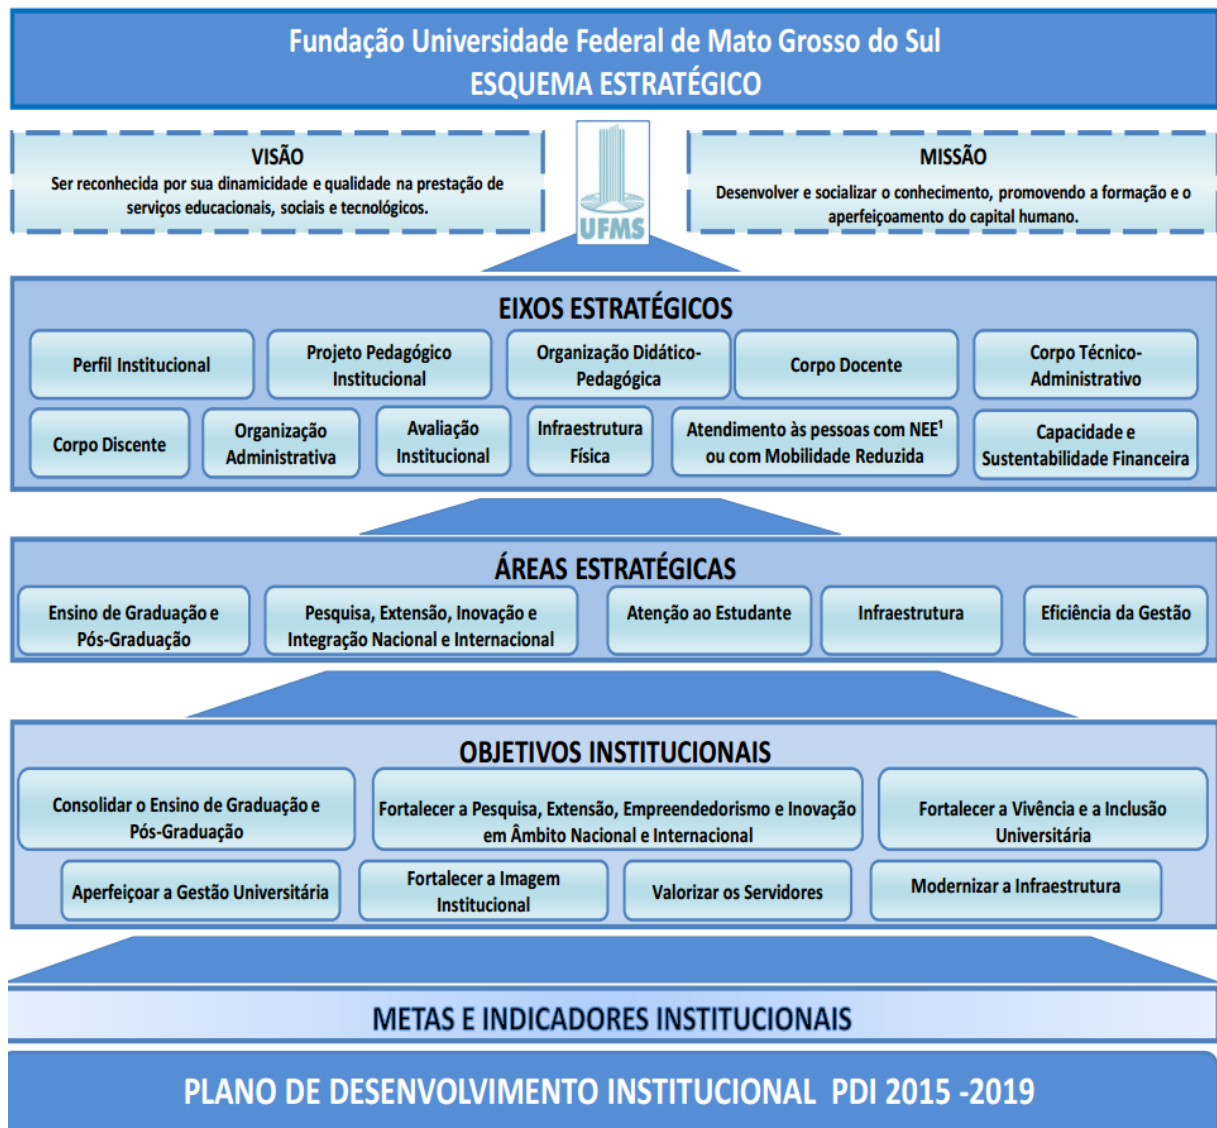 Fundação Universidade Federal de Mato Grosso do Sul
ESQUEMA ESTRATÉGICO
VISÃO
Ser reconhecida por sua dinamicidade e qualidade na prestação de
serviços educacionais, sociais e tecnológicos.
UFMS
MISSÃO
Desenvolver e socializar o conhecimento, promovendo a formação e o
aperfeiçoamento do capital humano.
EIXOS ESTRATÉGICOS
Perfil Institucional
Projeto Pedagógico
Institucional
Organização Didático-
Pedagógica
Corpo Docente
Corpo Técnico-
Administrativo
Corpo Discente
Organização
Administrativa
Avaliação
Institucional
Infraestrutura
Física
Atendimento às pessoas com NEE¹
ou com Mobilidade Reduzida
Capacidade e
Sustentabilidade Financeira
ÁREAS ESTRATÉGICAS
Ensino de Graduação e
Pós-Graduação
Pesquisa, Extensão, Inovação e
Integração Nacional e Internacional
Atenção ao Estudante
Infraestrutura
Eficiência da Gestão
OBJETIVOS INSTITUCIONAIS
Consolidar o Ensino de Graduação e
Pós-Graduação
Fortalecer a Pesquisa, Extensão, Empreendedorismo e Inovação
em Âmbito Nacional e Internacional
Fortalecer a Vivência e a Inclusão
Universitária
Aperfeiçoar a Gestão Universitária
Fortalecer a Imagem
Institucional
Valorizar os Servidores
Modernizar a Infraestrutura
METAS E INDICADORES INSTITUCIONAIS
PLANO DE DESENVOLVIMENTO INSTITUCIONAL PDI 2015 -2019